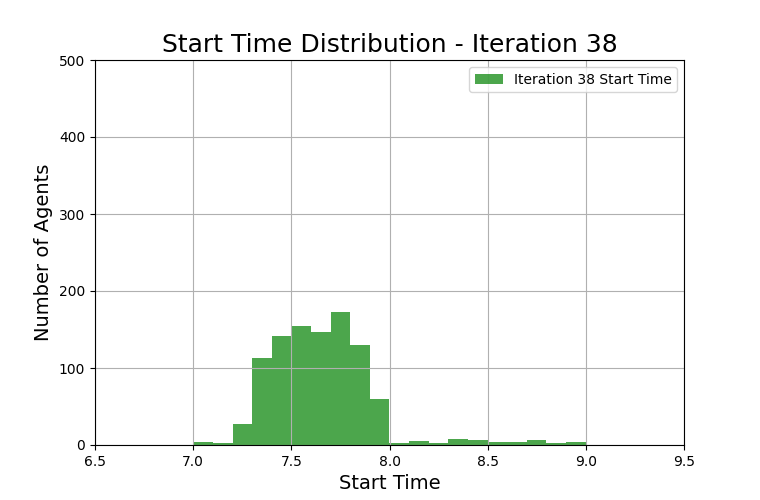 Start Time Distribution - Iteration 38
Iteration 38 Start Time
Number of Agents
500
400
300
200
100
0
6.5 7.0 7.5 8.0 8.5 9.0 9.5
Start Time